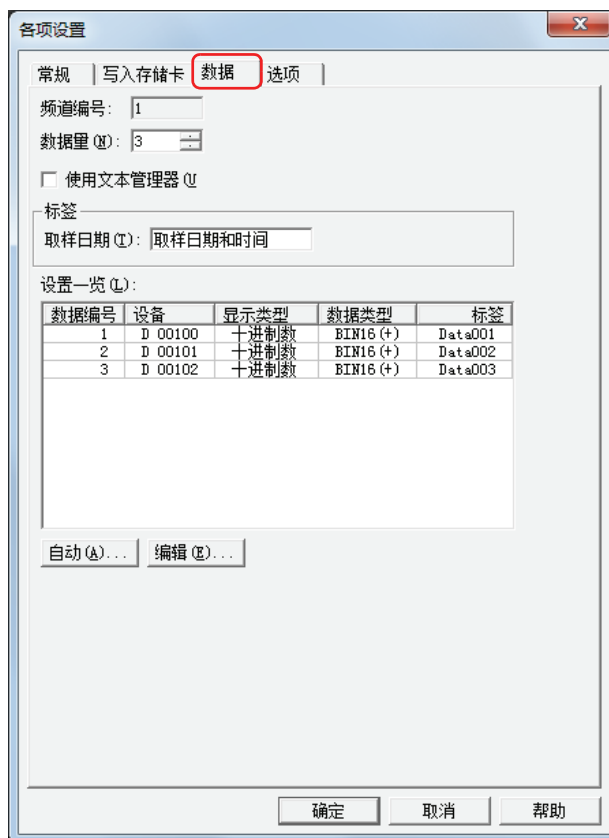 各项设置
常规 写入存储卡 数据 选项
频道编号: 1
数据量(N): 3
使用文本管理器(U
标签
取样日期(T): 取样日期和时间
设置一览(L):
数据编号 设备 显示类型 数据类型 标签
1 D 00100 十进制数 BIN16(+) Data001
2 D 00101 十进制数 BIN16(+) Data002
3 D 00102 十进制数 BIN16(+) Data003
自动(A)... 编辑(E)...
确定 取消 帮助